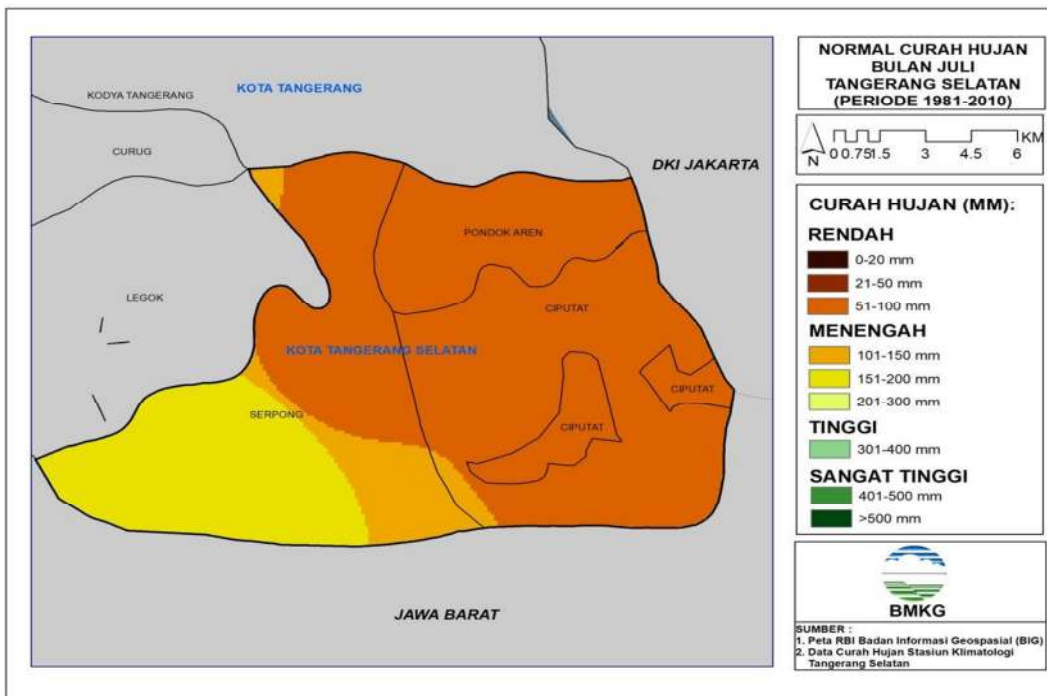 NORMAL CURAH HUJAN
BULAN JULI
TANGERANG SELATAN
(PERIODE 1981-2010)
KM
N
0 0.75 1.5 3 4.5 6
CURAH HUJAN (MM):
RENDAH
0-20 mm
21-50 mm
51-100 mm
MENENGAH
101-150 mm
151-200 mm
201-300 mm
TINGGI
301-400 mm
SANGAT TINGGI
401-500 mm
>500 mm
BMKG
SUMBER :
1. Peta RBI Badan Informasi Geospasial (BIG)
2. Data Curah Hujan Stasiun Klimatologi
Tangerang Selatan
KODYA TANGERANG
KOTA TANGERANG
CURUG
DKI JAKARTA
PONDOK AREN
LEGOK
CIPUTAT
KOTA TANGERANG SELATAN
CIPUTAT
SERPONG
CIPUTAT
JAWA BARAT